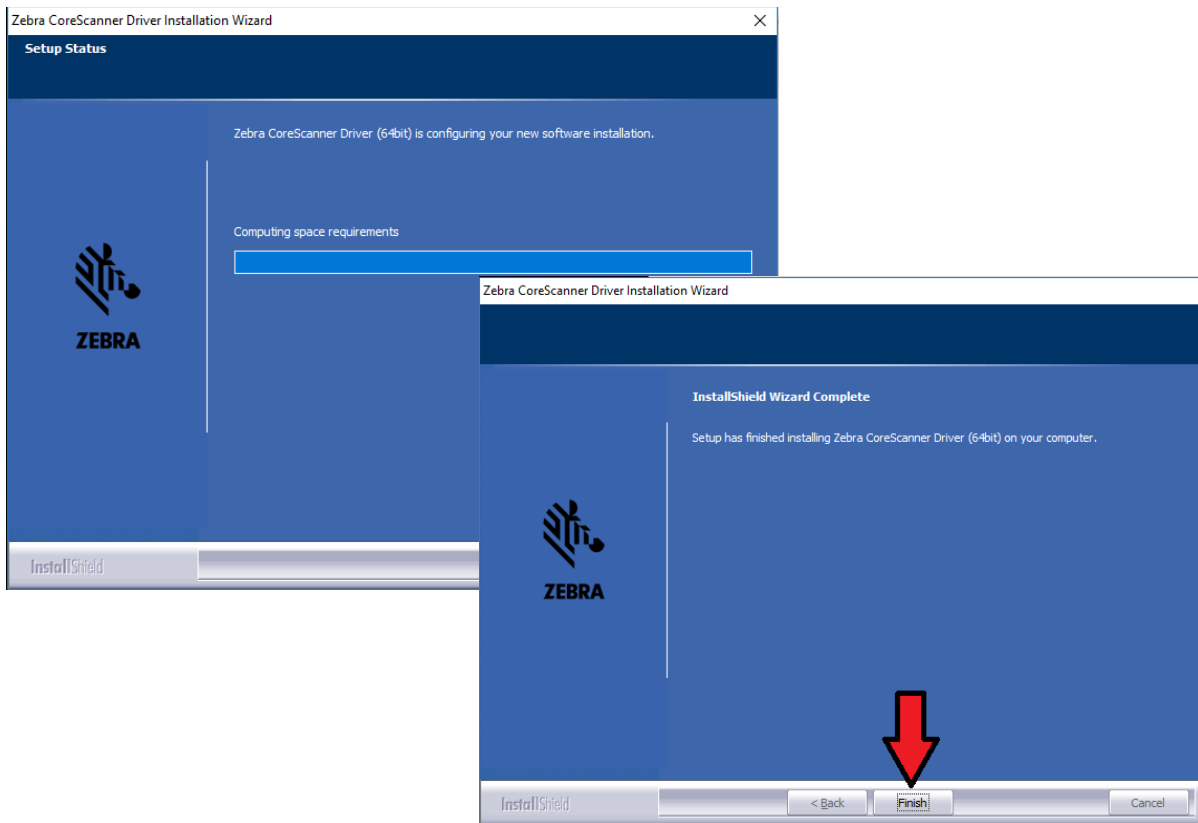 Zebra CoreScanner Driver Installation Wizard
Setup Status
Zebra CoreScanner Driver (64bit) is configuring your new software installation.
Computing space requirements
ZEBRA
InstallShield
Zebra CoreScanner Driver Installation Wizard
InstallShield Wizard Complete
Setup has finished installing Zebra CoreScanner Driver (64bit) on your computer.
ZEBRA
InstallShield
< Back Finish Cancel